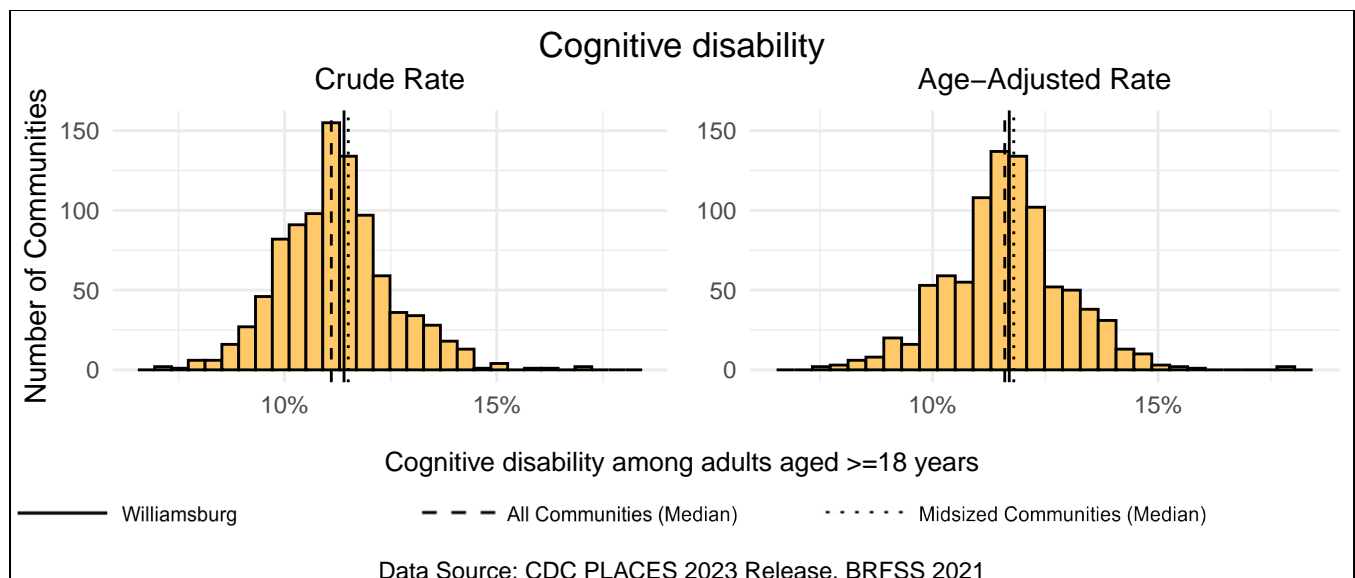 Cognitive disability
Crude Rate
Age−Adjusted Rate
Number of Communities
150
100
50
0
10%
15%
150
100
50
0
10%
15%
Cognitive disability among adults aged >=18 years
Williamsburg
All Communities (Median)
Midsized Communities (Median)
Data Source: CDC PLACES 2023 Release, BRFSS 2021